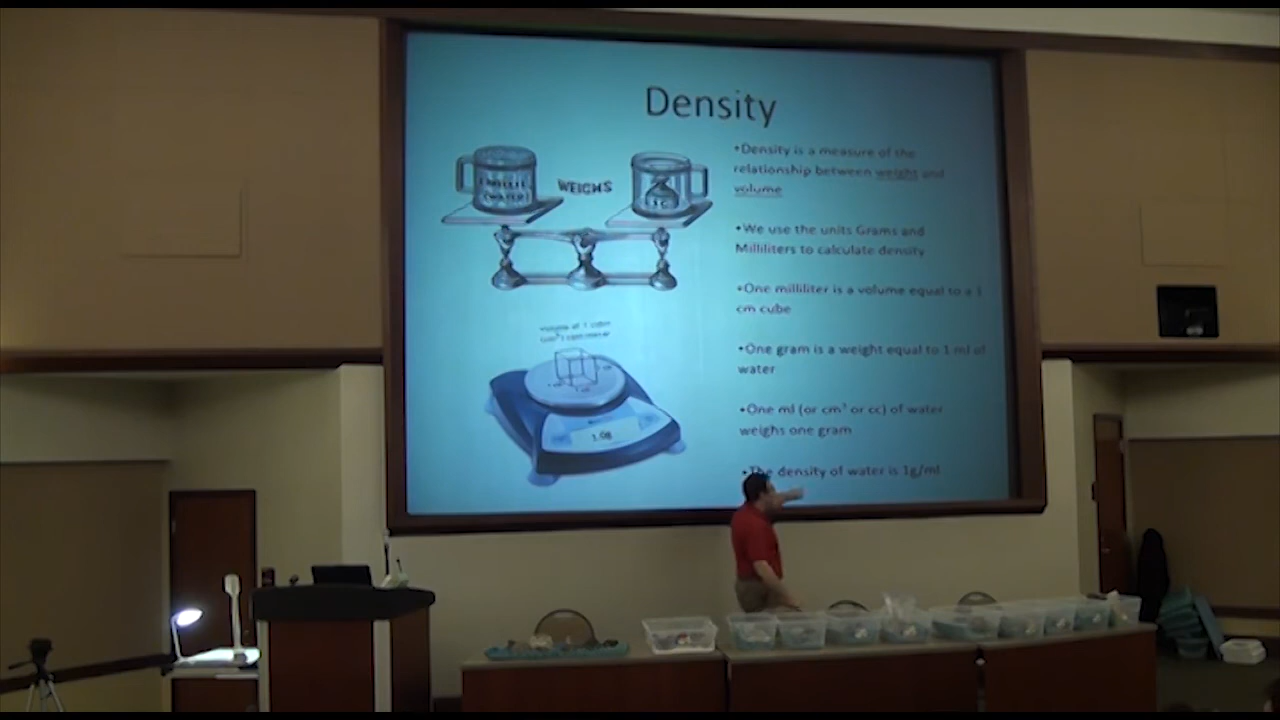 Density
WEIGHS
(WATER)
•Density is a measure of the
relationship between weight and
volume
•We use the units Grams and
Milliliters to calculate density
•One milliliter is a volume equal to a 1
cm cube
•One gram is a weight equal to 1 ml of
water
•One ml (or cm³ or cc) of water
weighs one gram
•The density of water is 1g/ml
1.0g